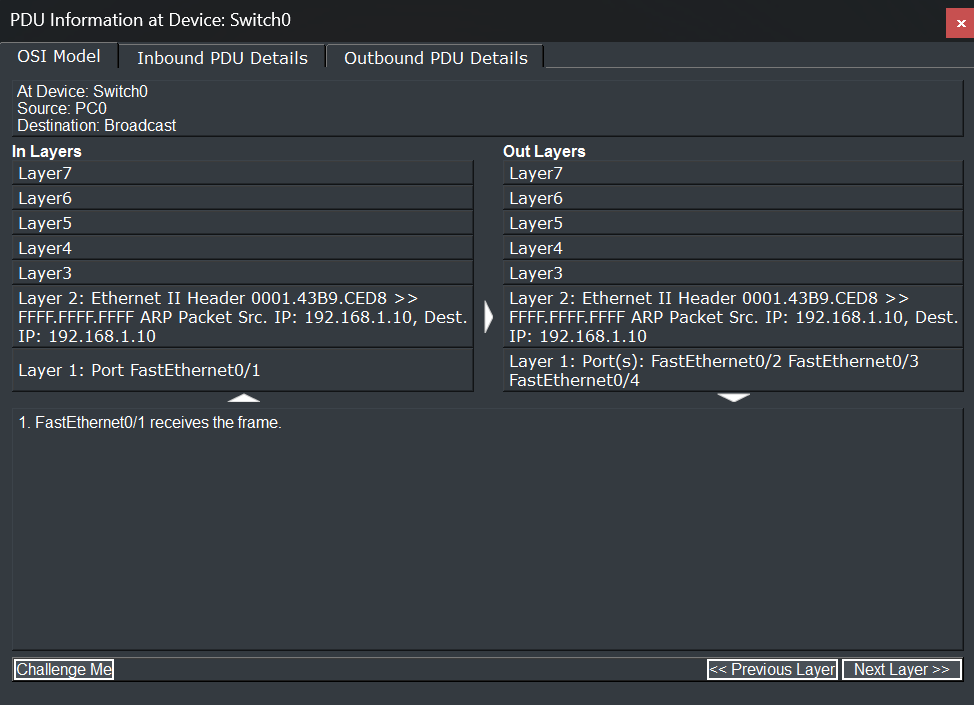 PDU Information at Device: Switch0
×
OSI Model
Inbound PDU Details
Outbound PDU Details
At Device: Switch0
Source: PC0
Destination: Broadcast
In Layers
Layer7
Layer6
Layer5
Layer4
Layer3
Layer 2: Ethernet II Header 0001.43B9.CED8 >>
FFFF.FFFF.FFFF ARP Packet Src. IP: 192.168.1.10, Dest.
IP: 192.168.1.10
Layer 1: Port FastEthernet0/1
Out Layers
Layer7
Layer6
Layer5
Layer4
Layer3
Layer 2: Ethernet II Header 0001.43B9.CED8 >>
FFFF.FFFF.FFFF ARP Packet Src. IP: 192.168.1.10, Dest.
IP: 192.168.1.10
Layer 1: Port(s): FastEthernet0/2 FastEthernet0/3
FastEthernet0/4
1. FastEthernet0/1 receives the frame.
Challenge Me
<< Previous Layer
Next Layer >>